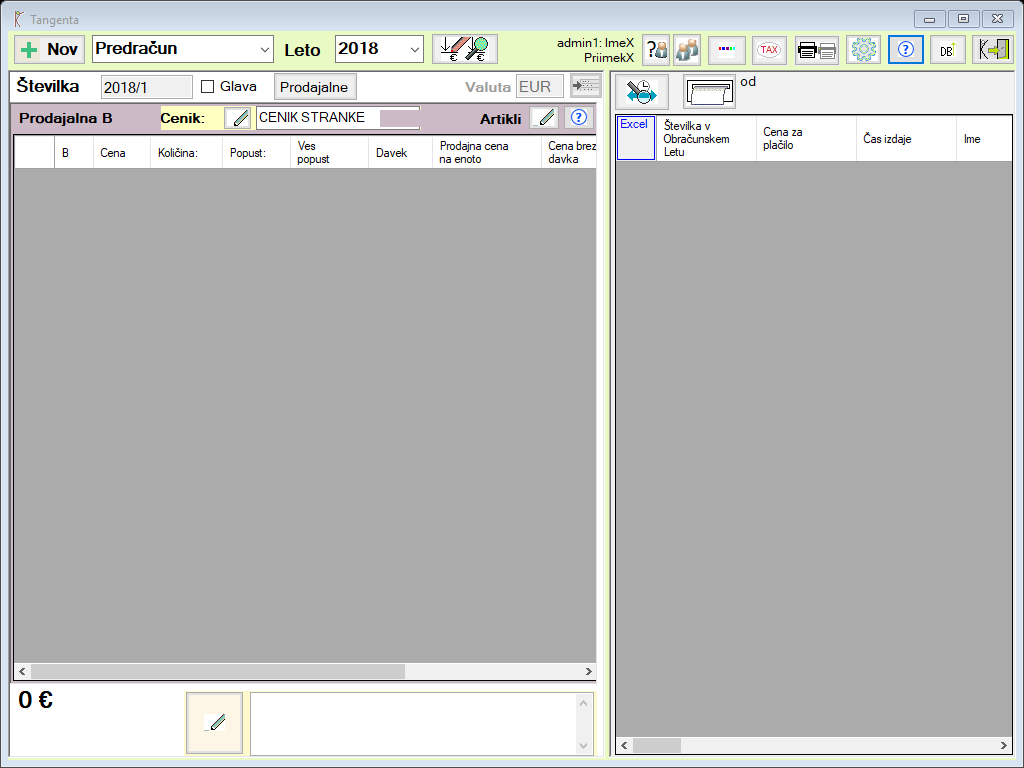 Tangenta
Nov
Predračun
Leto
2018
€ €
admin1: ImeX
PriimekX
?
TAX
?
DB
Številka
2018/1
Glava
Prodajalne
Valuta
EUR
od
Prodajalna B
Cenik:
CENIK STRANKE
Artikli
?
B
Cena
Količina:
Popust:
Ves
popust
Davek
Prodajna cena
na enoto
Cena brez
davka
Excel
Številka v
Obračunskem
Letu
Cena za
plačilo
Čas izdaje
Ime
0 €